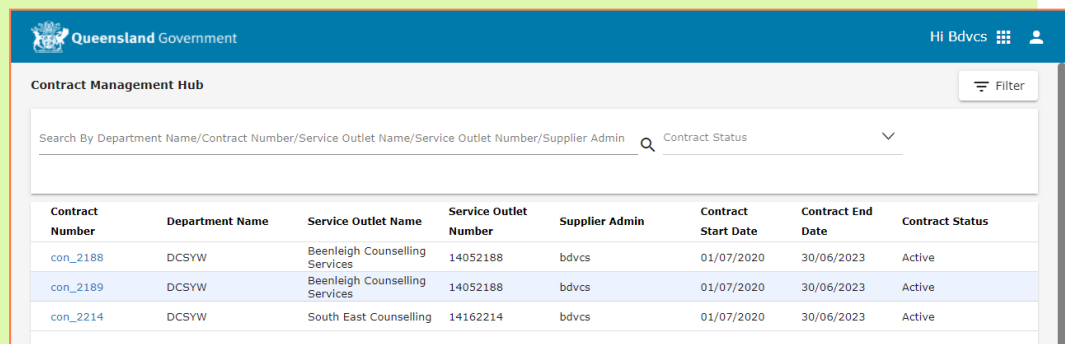 Queensland Government
Hi Bdvcs
Contract Management Hub
Filter
Search By Department Name/Contract Number/Service Outlet Name/Service Outlet Number/Supplier Admin
Contract Status
Contract Number Department Name Service Outlet Name Service Outlet Number Supplier Admin Contract Start Date Contract End Date Contract Status
con_2188 DCSYW Beenleigh Counselling Services 14052188 bdvcs 01/07/2020 30/06/2023 Active
con_2189 DCSYW Beenleigh Counselling Services 14052188 bdvcs 01/07/2020 30/06/2023 Active
con_2214 DCSYW South East Counselling 14162214 bdvcs 01/07/2020 30/06/2023 Active